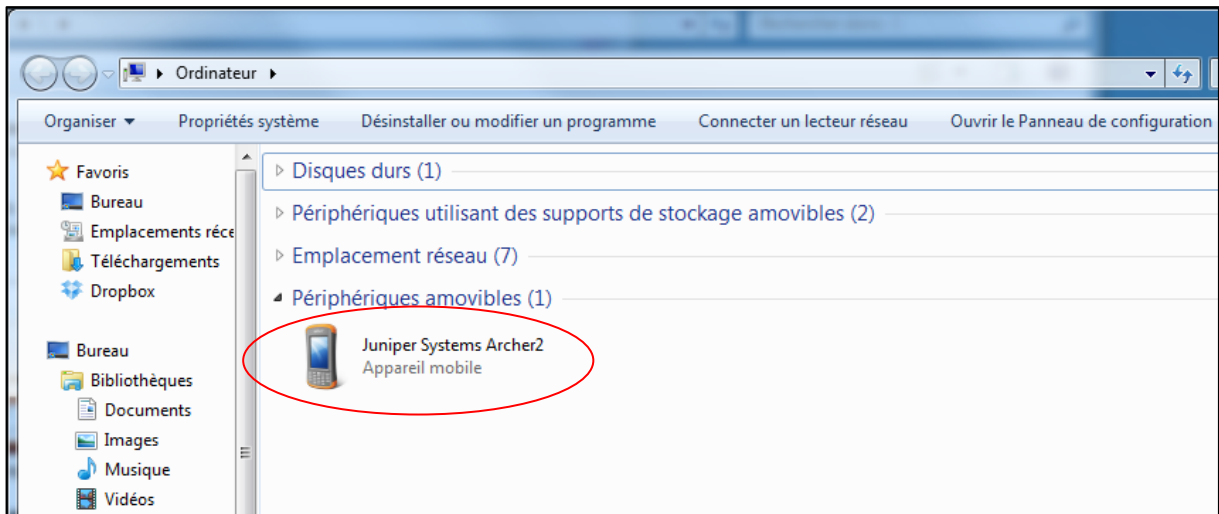 Ordinateur
Organiser Propriétés système Désinstaller ou modifier un programme Connecter un lecteur réseau Ouvrir le Panneau de configuration
Favoris
Bureau
Emplacements réce
Téléchargements
Dropbox
Bureau
Bibliothèques
Documents
Images
Musique
Vidéos
Disques durs (1)
Périphériques utilisant des supports de stockage amovibles (2)
Emplacement réseau (7)
Périphériques amovibles (1)
Juniper Systems Archer2
Appareil mobile